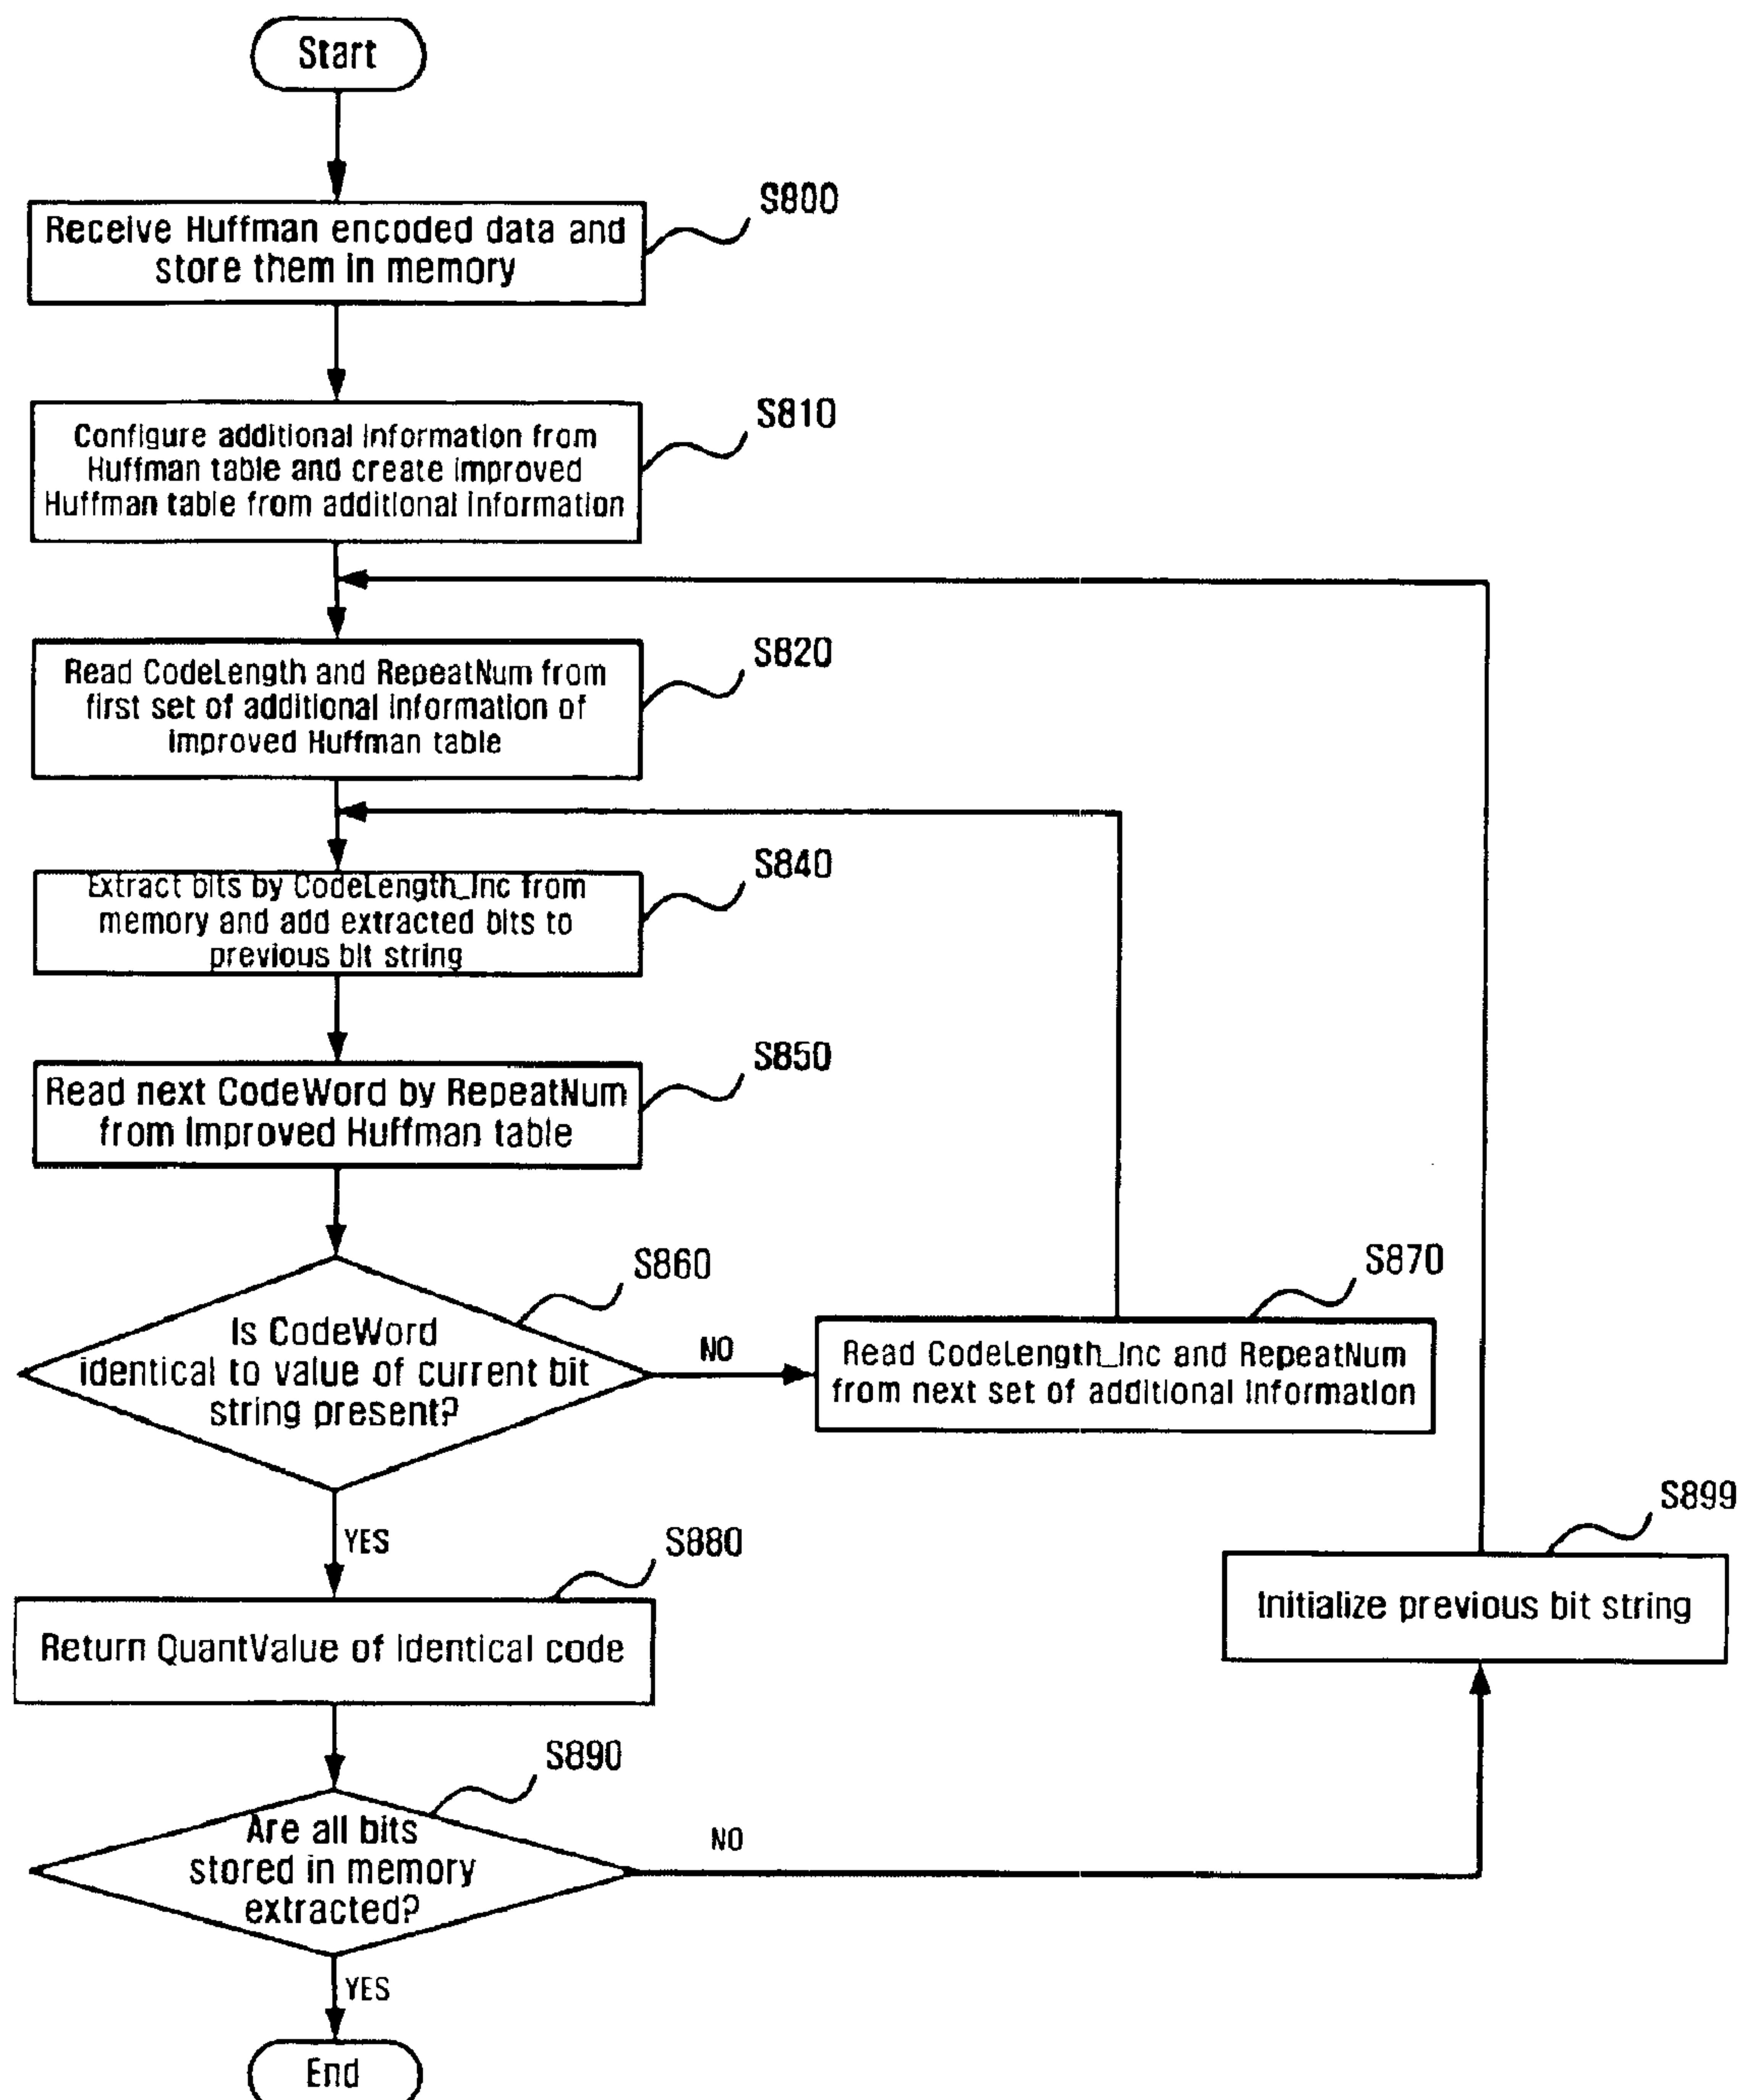 Start
S800
Receive Huffman encoded data and
store them in memory
S810
Configure additional information from
Huffman table and create improved
Huffman table from additional information
S820
Read CodeLength and RepeatNum from
first set of additional information of
improved Huffman table
S840
Extract bits by CodeLength_Inc from
memory and add extracted bits to
previous bit string
S850
Read next CodeWord by RepeatNum
from improved Huffman table
S860
Is CodeWord
identical to value of current bit
string present?
NO
S870
Read CodeLength_Inc and RepeatNum
from next set of additional information
YES
S880
Return QuantValue of identical code
S899
Initialize previous bit string
S890
Are all bits
stored in memory
extracted?
NO
YES
End